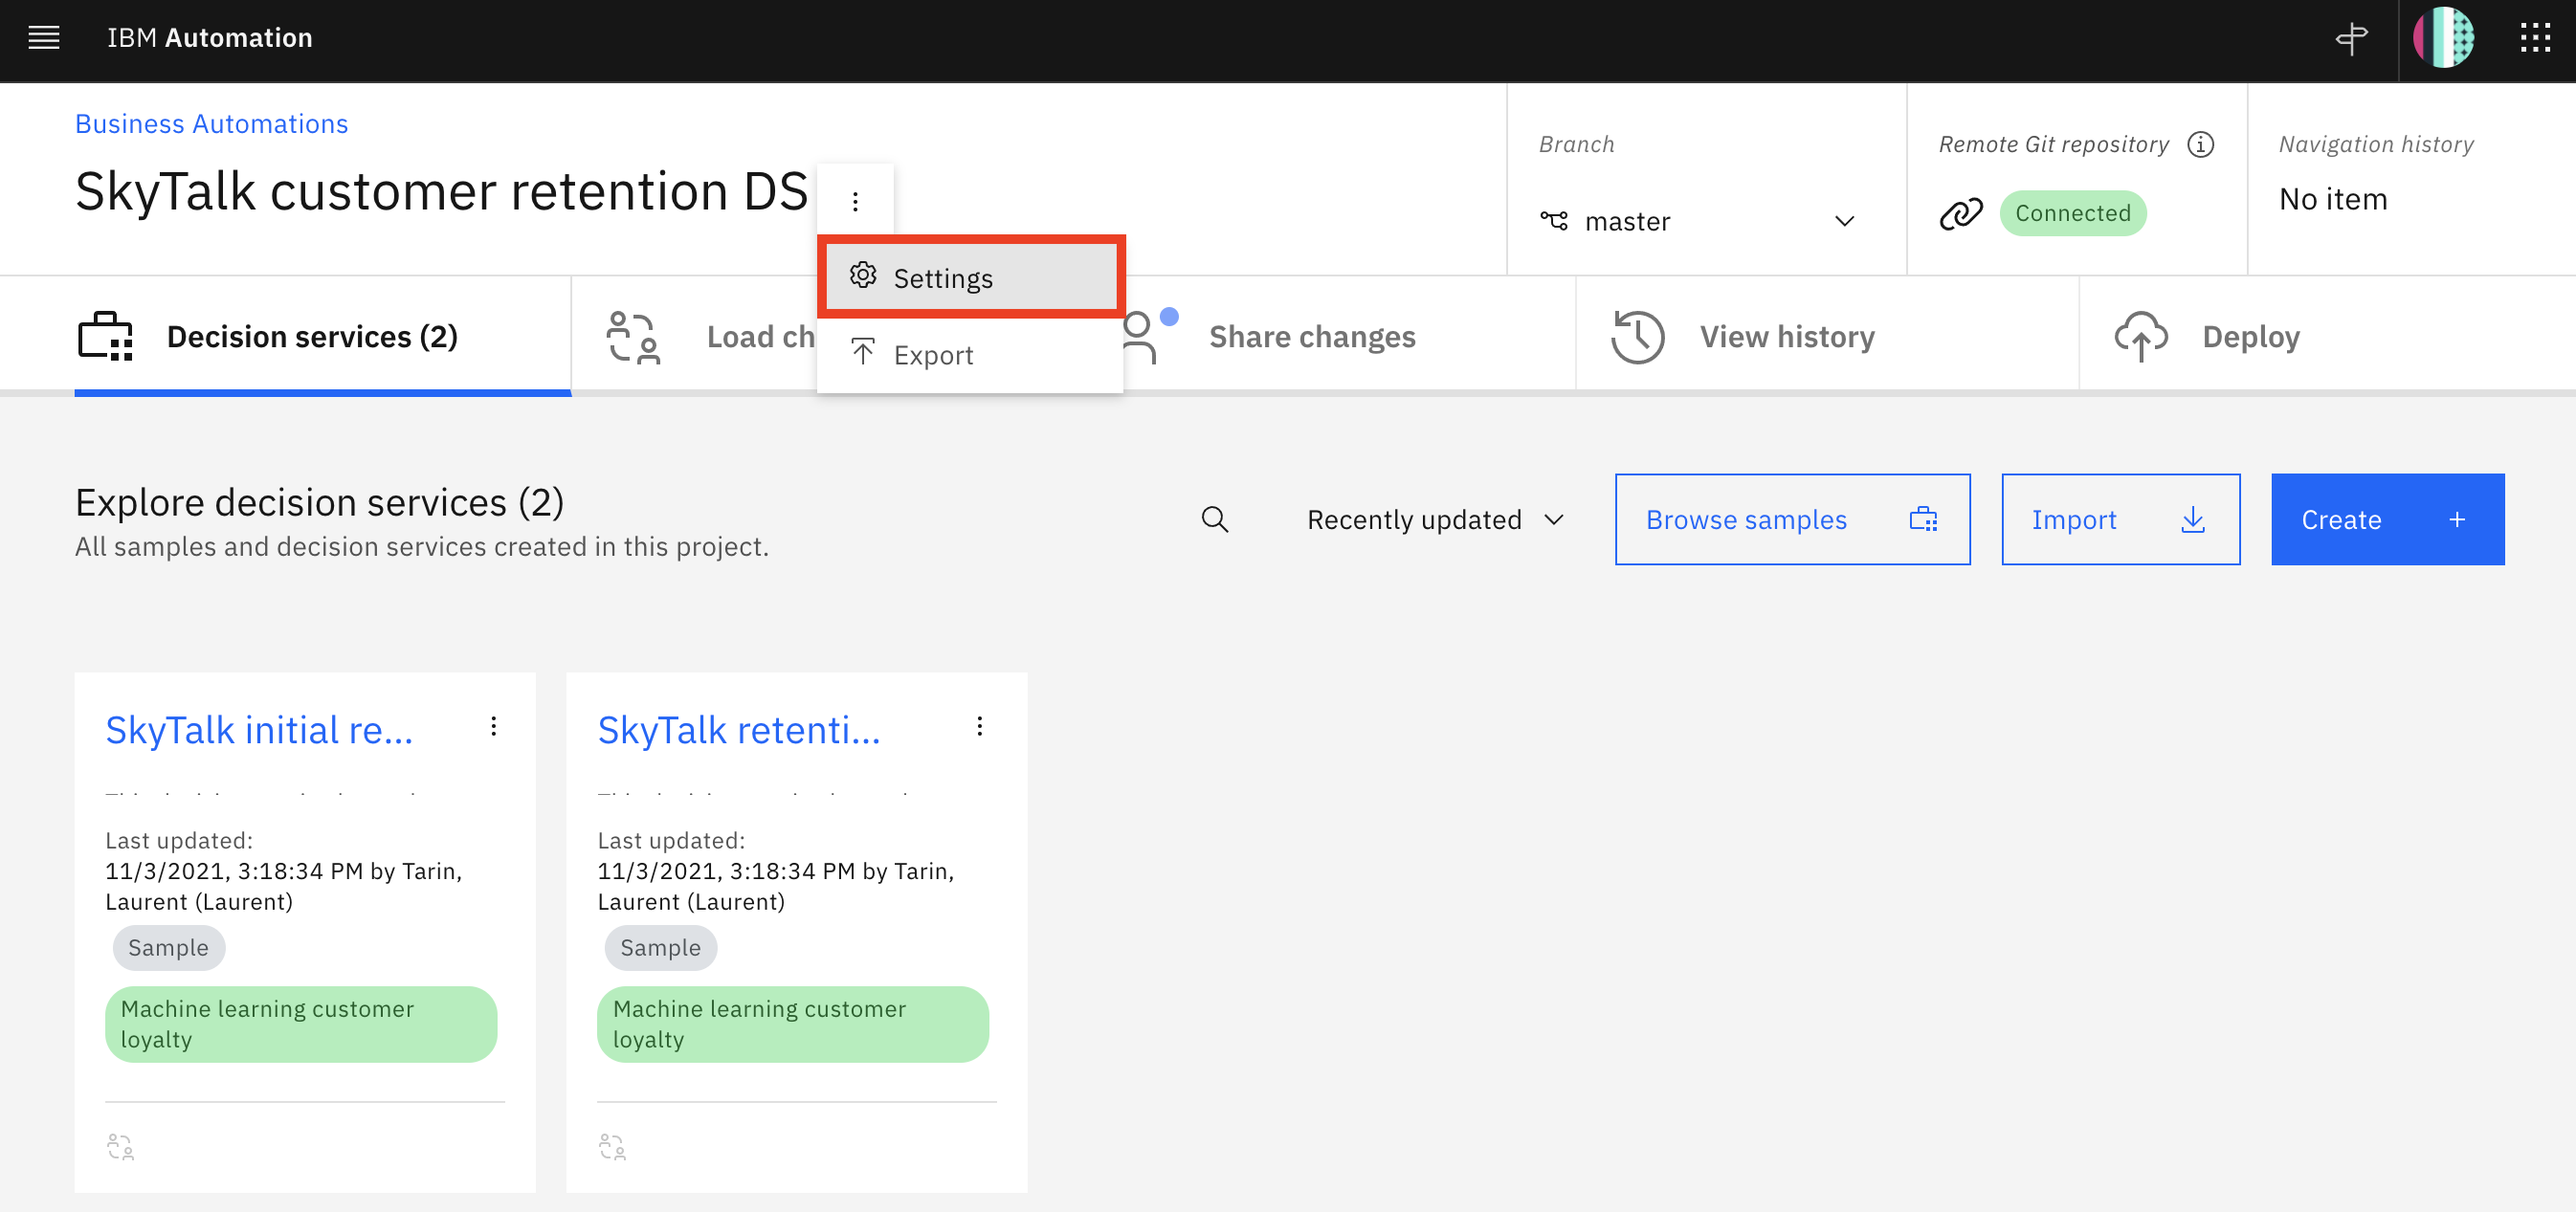 IBM Automation
Business Automations
SkyTalk customer retention DS
Settings
Export
Branch
master
Remote Git repository
Connected
Navigation history
No item
Decision services (2)
Load ch
Share changes
View history
Deploy
Explore decision services (2)
All samples and decision services created in this project.
Recently updated
Browse samples
Import
Create
SkyTalk initial re...
Last updated:
11/3/2021, 3:18:34 PM by Tarin,
Laurent (Laurent)
Sample
Machine learning customer
loyalty
SkyTalk retenti...
Last updated:
11/3/2021, 3:18:34 PM by Tarin,
Laurent (Laurent)
Sample
Machine learning customer
loyalty